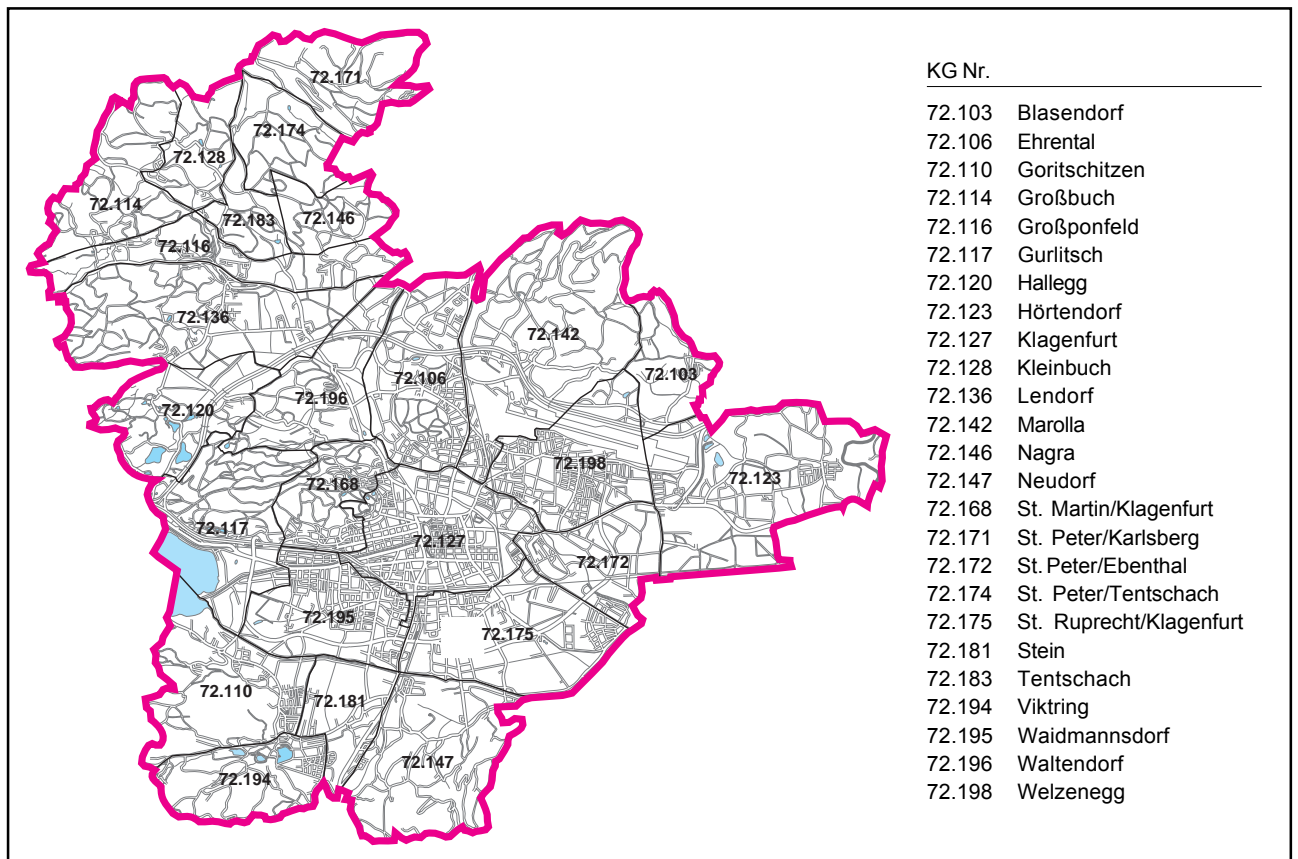 72.171
72.174
72.128
72.114
72.183
72.146
72.116
72.136
72.142
72.106
72.103
72.196
72.120
72.198
72.123
72.168
72.117
72.127
72.172
72.195
72.175
72.110
72.181
72.147
72.194
KG Nr.
72.103 Blasendorf
72.106 Ehrental
72.110 Goritschitzen
72.114 Großbuch
72.116 Großponfeld
72.117 Gurlitsch
72.120 Hallegg
72.123 Hörtendorf
72.127 Klagenfurt
72.128 Kleinbuch
72.136 Lendorf
72.142 Marolla
72.146 Nagra
72.147 Neudorf
72.168 St. Martin/Klagenfurt
72.171 St. Peter/Karlsberg
72.172 St. Peter/Ebenthal
72.174 St. Peter/Tentschach
72.175 St. Ruprecht/Klagenfurt
72.181 Stein
72.183 Tentschach
72.194 Viktring
72.195 Waidmannsdorf
72.196 Waltendorf
72.198 Welzenegg